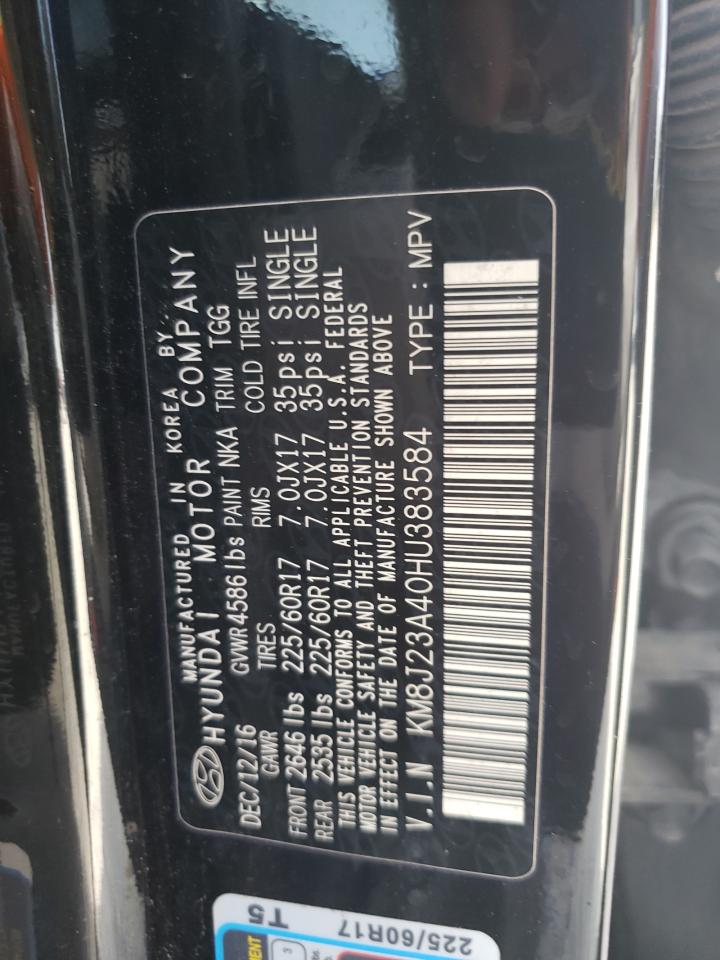 MANUFACTURED IN KOREA BY
HYUNDAI MOTOR COMPANY
DEC/12/16 GVWR 4586 lbs PAINT NKA TRIM TGG
GAWR TIRES RIMS COLD TIRE INFL
FRONT 2646 lbs 225/60R17 7.0JX17 35psi SINGLE
REAR 2535 lbs 225/60R17 7.0JX17 35psi SINGLE
THIS VEHICLE CONFORMS TO ALL APPLICABLE U.S.A. FEDERAL
MOTOR VEHICLE SAFETY AND THEFT PREVENTION STANDARDS
IN EFFECT ON THE DATE OF MANUFACTURE SHOWN ABOVE
V.I.N KM8J23A40HU383584 TYPE : MPV
T5
225/60R17
3